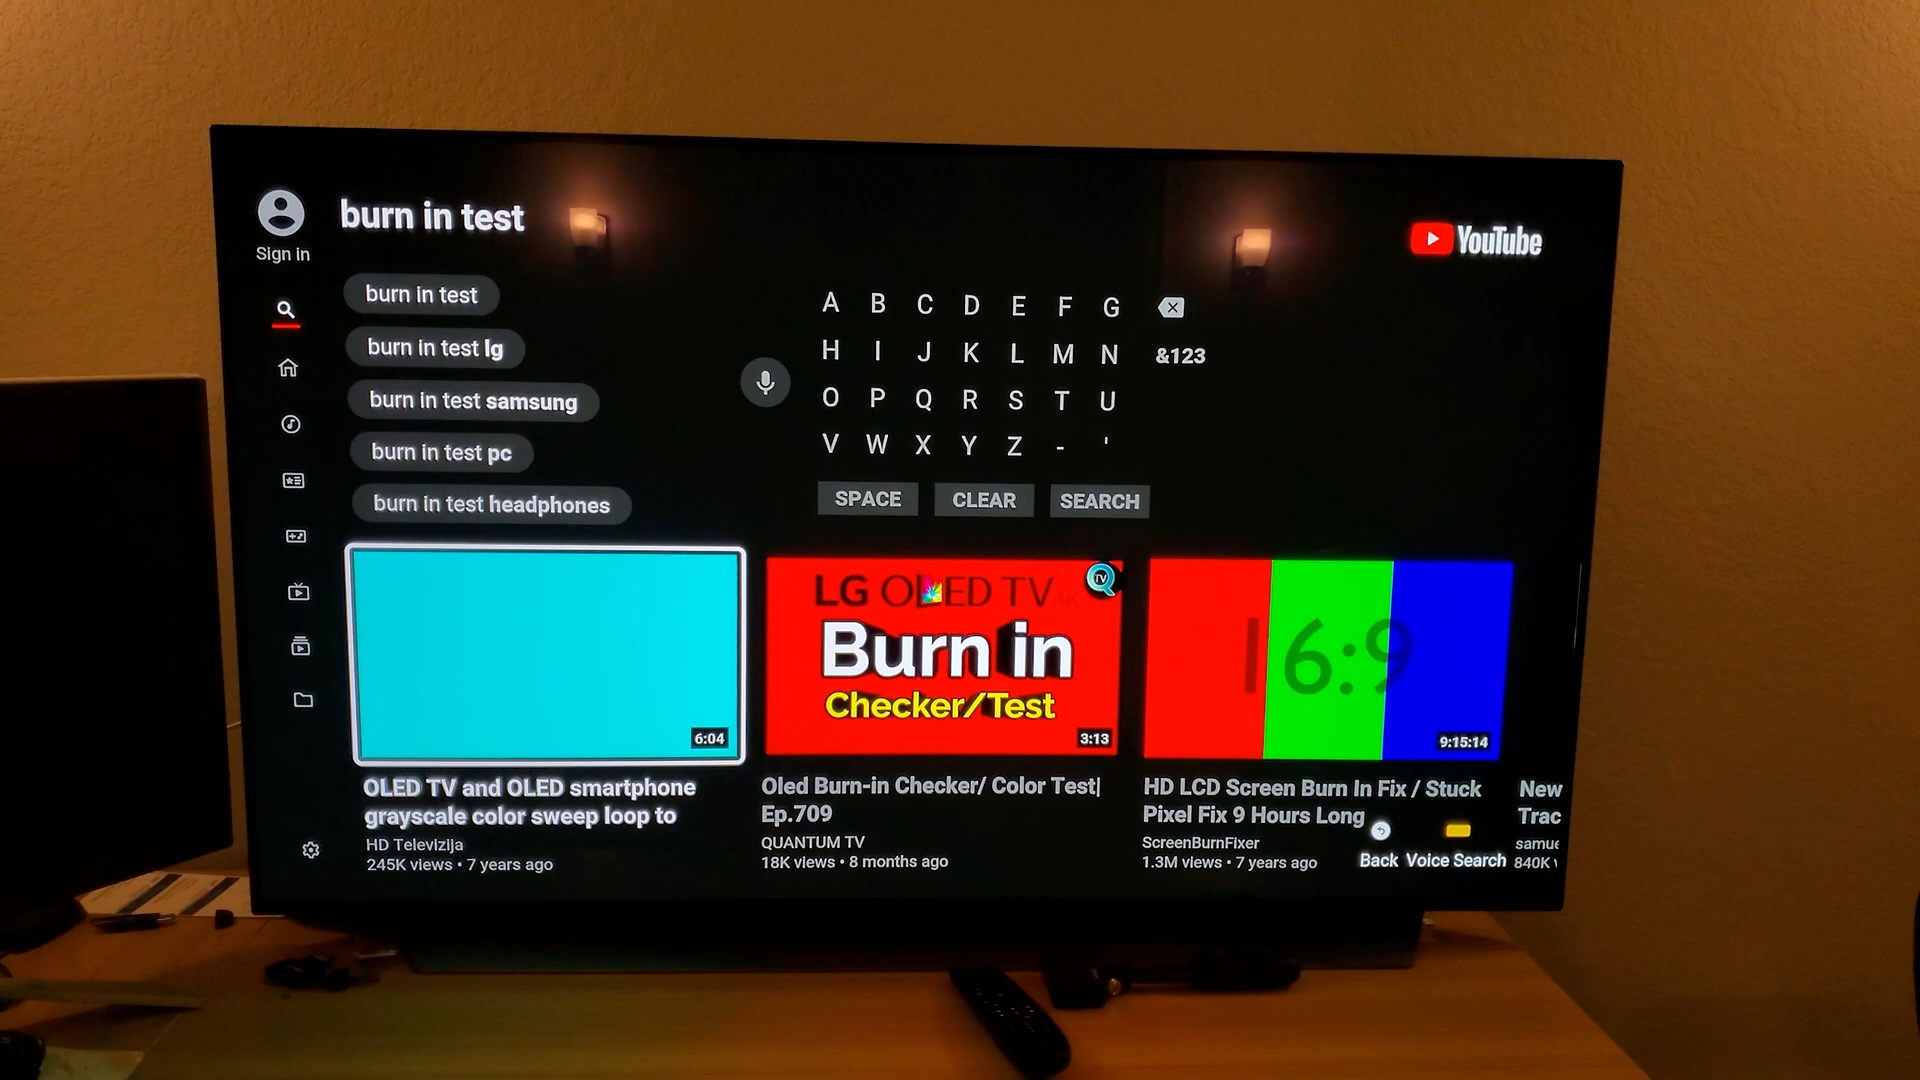 burn in test
YouTube
Sign in
burn in test
burn in test lg
burn in test samsung
burn in test pc
burn in test headphones
A B C D E F G
H I J K L M N &123
O P Q R S T U
V W X Y Z - '
SPACE CLEAR SEARCH
6:04
OLED TV and OLED smartphone
grayscale color sweep loop to
HD Televizija
245K views • 7 years ago
LG OLED TV
TV
Burn in
Checker/Test
3:13
Oled Burn-in Checker/ Color Test|
Ep.709
QUANTUM TV
18K views • 8 months ago
16:9
9:15:14
HD LCD Screen Burn In Fix / Stuck
Pixel Fix 9 Hours Long
ScreenBurnFixer
1.3M views • 7 years ago
New
Trac
samue
840K
Back Voice Search